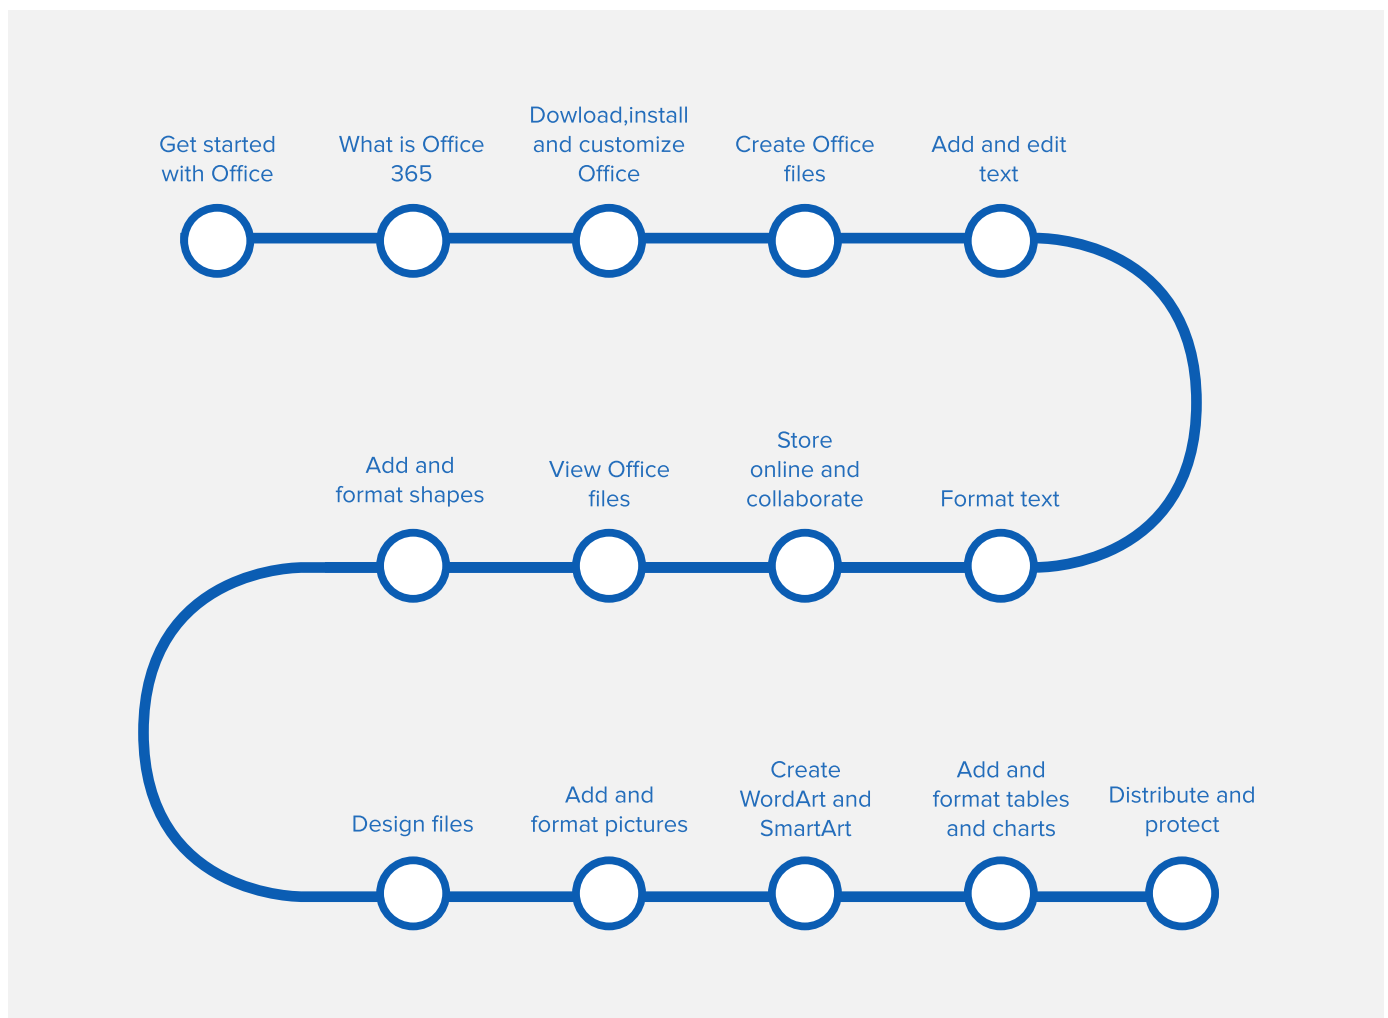 Get started
with Office
What is Office
365
Dowload,install
and customize
Office
Create Office
files
Add and edit
text
Add and
format shapes
View Office
files
Store
online and
collaborate
Format text
Design files
Add and
format pictures
Create
WordArt and
SmartArt
Add and
format tables
and charts
Distribute and
protect